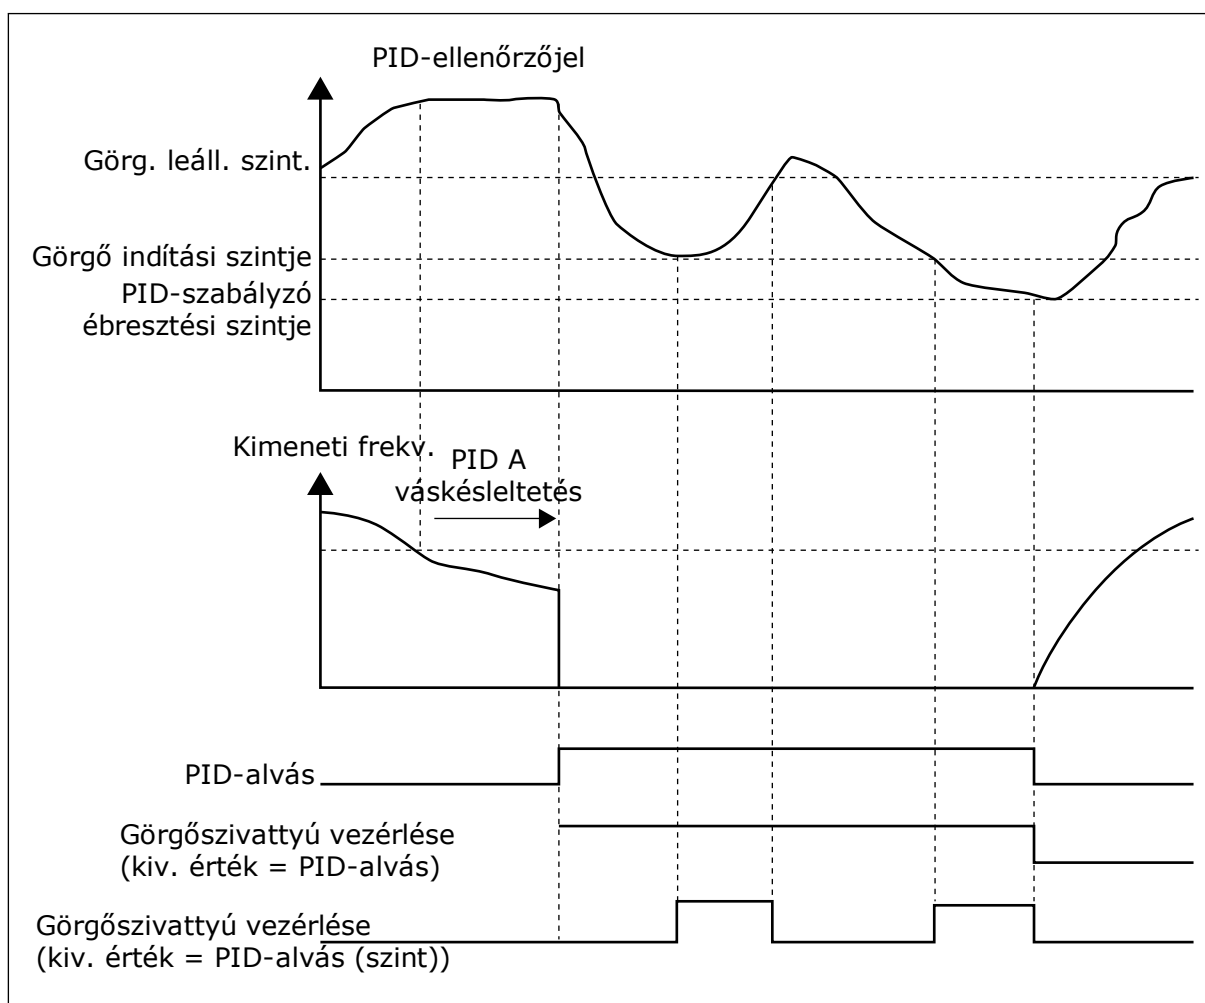 PID-ellenőrzőjel
Görg. leáll. szint.
Görgő indítási szintje
PID-szabályzó
ébresztési szintje
Kimeneti frekv.
PID A
váskésleltetés
PID-alvás
Görgőszivattyú vezérlése
(kiv. érték = PID-alvás)
Görgőszivattyú vezérlése
(kiv. érték = PID-alvás (szint))